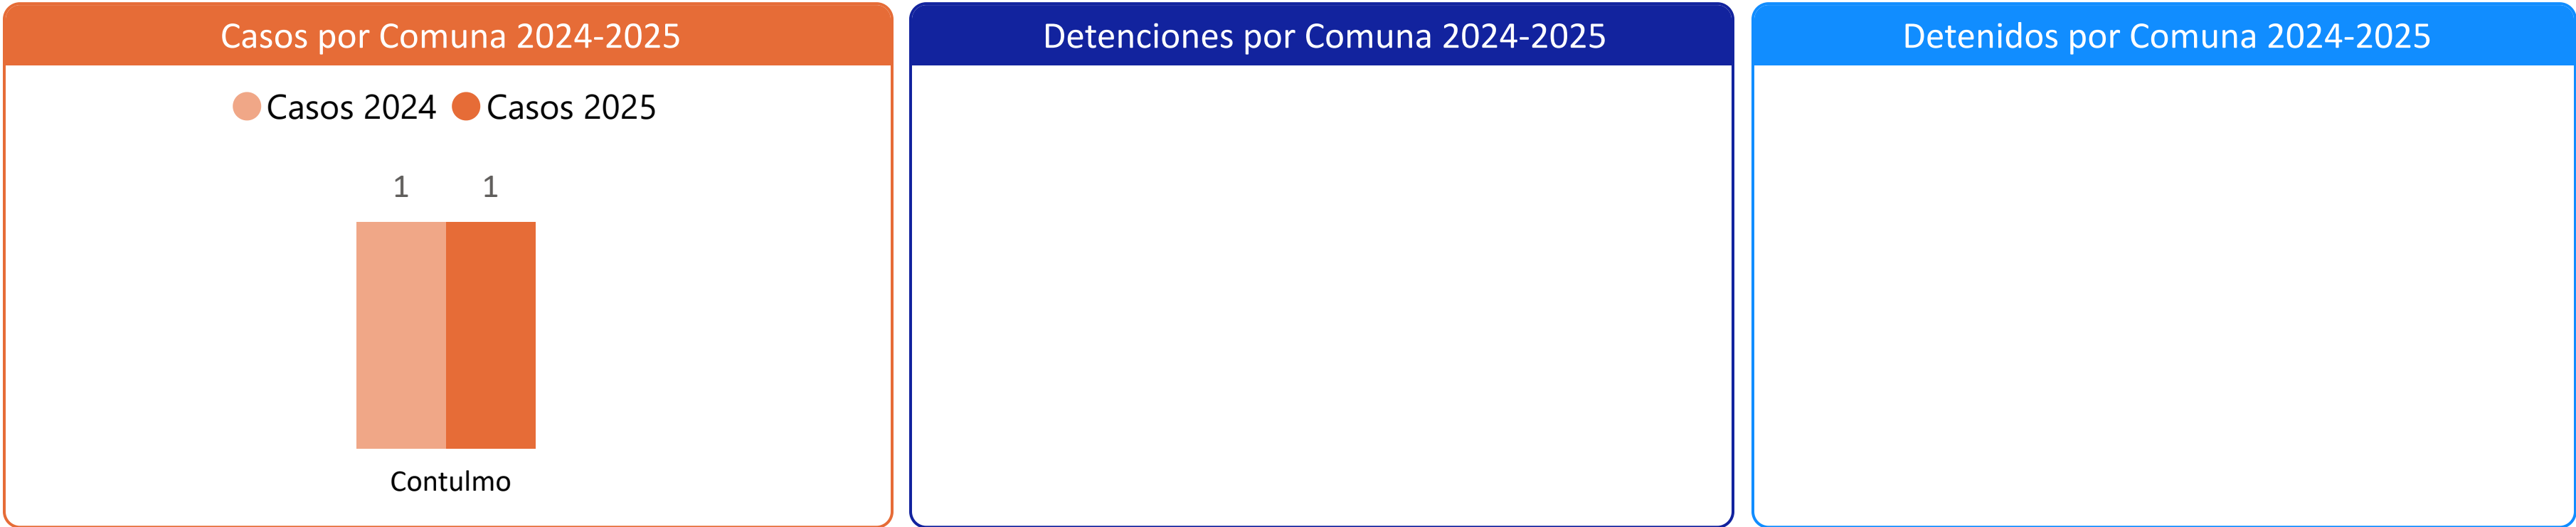 Casos por Comuna 2024-2025
Casos 2024 Casos 2025
1 1
Contulmo
Detenciones por Comuna 2024-2025
Detenidos por Comuna 2024-2025